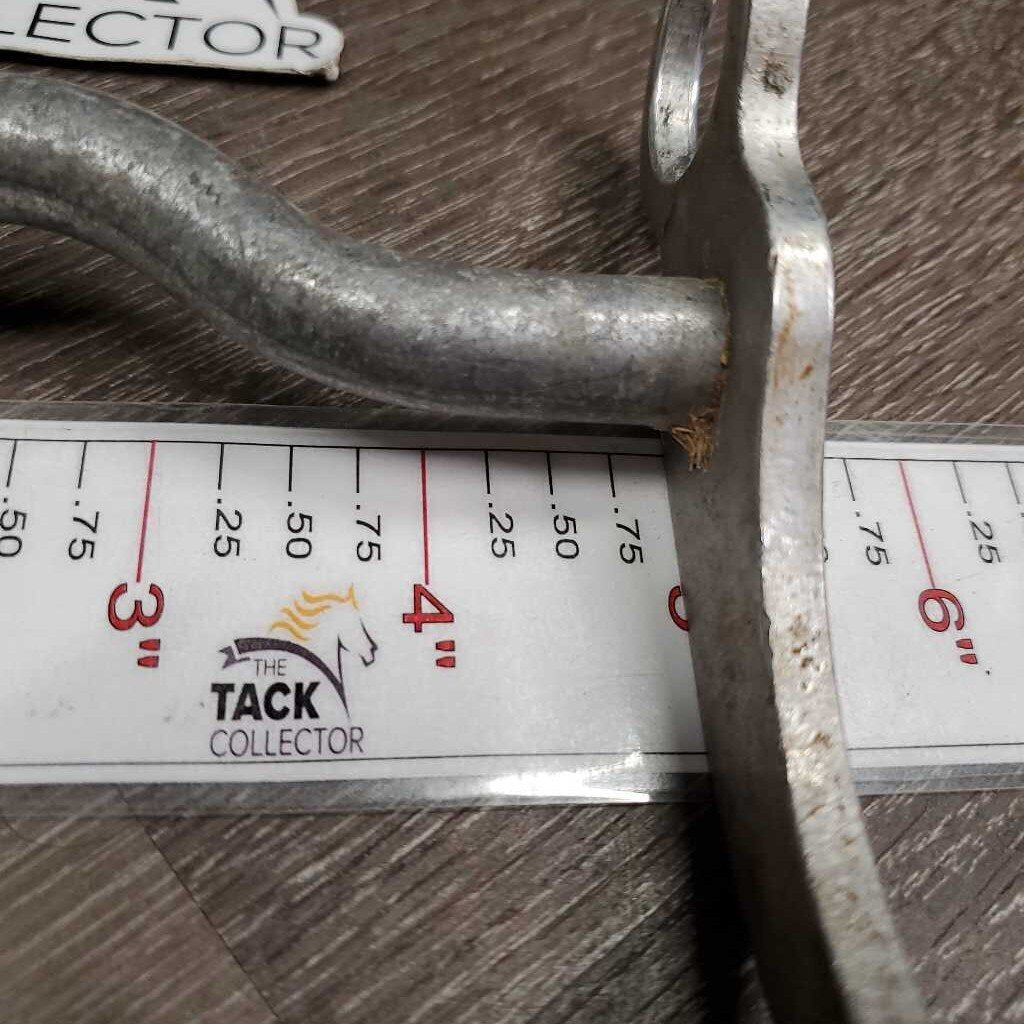 LECTOR
.50 .75 .25 .50 .75 .25 .50 .75 .75 .25
3" 4" 6"
THE
TACK
COLLECTOR